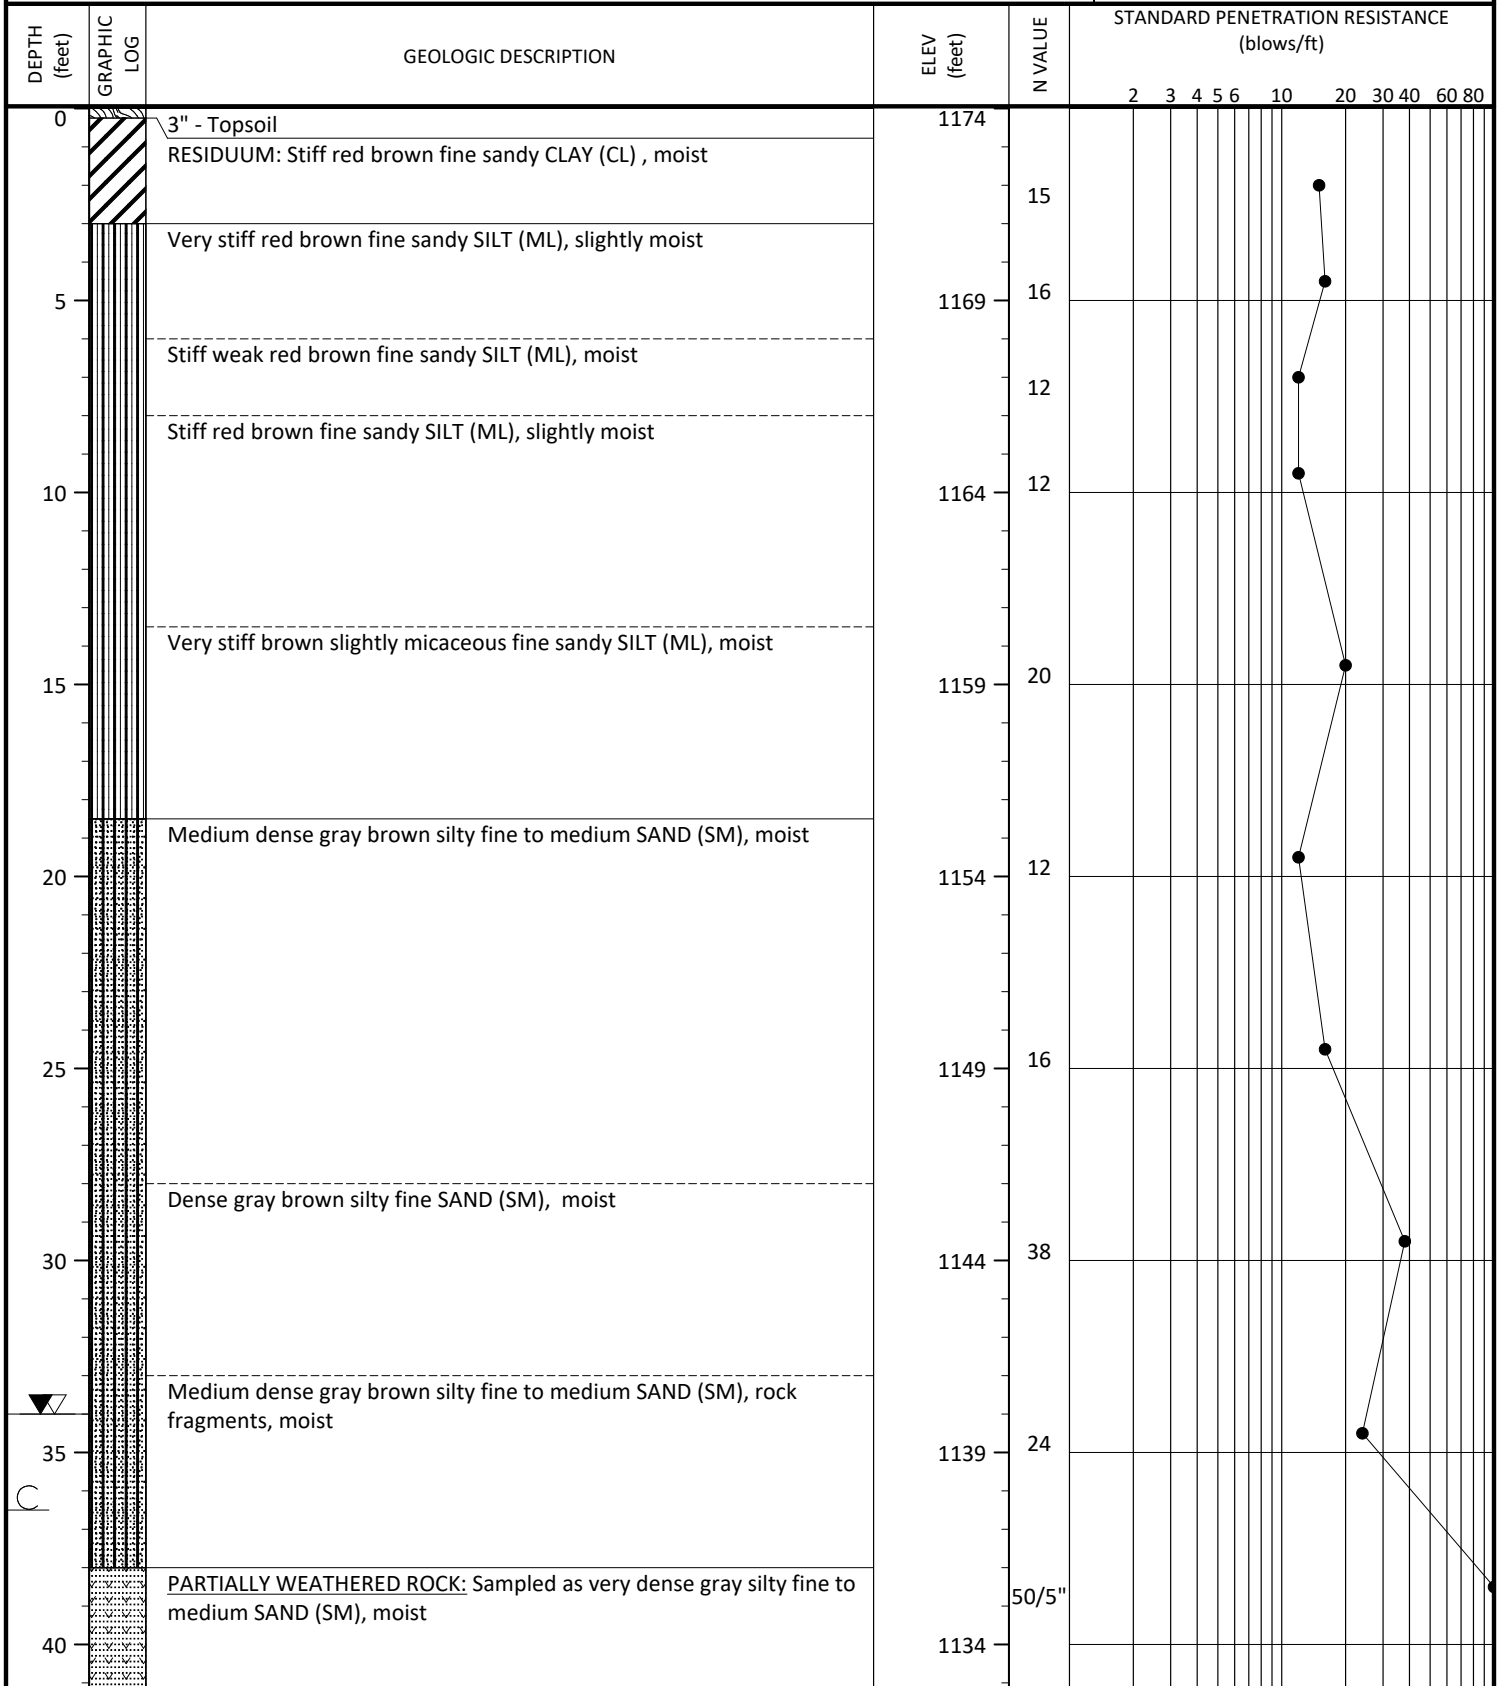 DEPTH
(feet)
GRAPHIC
LOG
GEOLOGIC DESCRIPTION
ELEV
(feet)
N VALUE
STANDARD PENETRATION RESISTANCE
(blows/ft)
2 3 4 5 6 10 20 30 40 60 80
0 3" - Topsoil 1174
RESIDUUM: Stiff red brown fine sandy CLAY (CL) , moist
15
Very stiff red brown fine sandy SILT (ML), slightly moist
16
5 1169
Stiff weak red brown fine sandy SILT (ML), moist
12
Stiff red brown fine sandy SILT (ML), slightly moist
12
10 1164
Very stiff brown slightly micaceous fine sandy SILT (ML), moist
20
15 1159
Medium dense gray brown silty fine to medium SAND (SM), moist
12
20 1154
16
25 1149
Dense gray brown silty fine SAND (SM), moist
38
30 1144
Medium dense gray brown silty fine to medium SAND (SM), rock
fragments, moist
24
35 1139
C
PARTIALLY WEATHERED ROCK: Sampled as very dense gray silty fine to
medium SAND (SM), moist
50/5"
40 1134